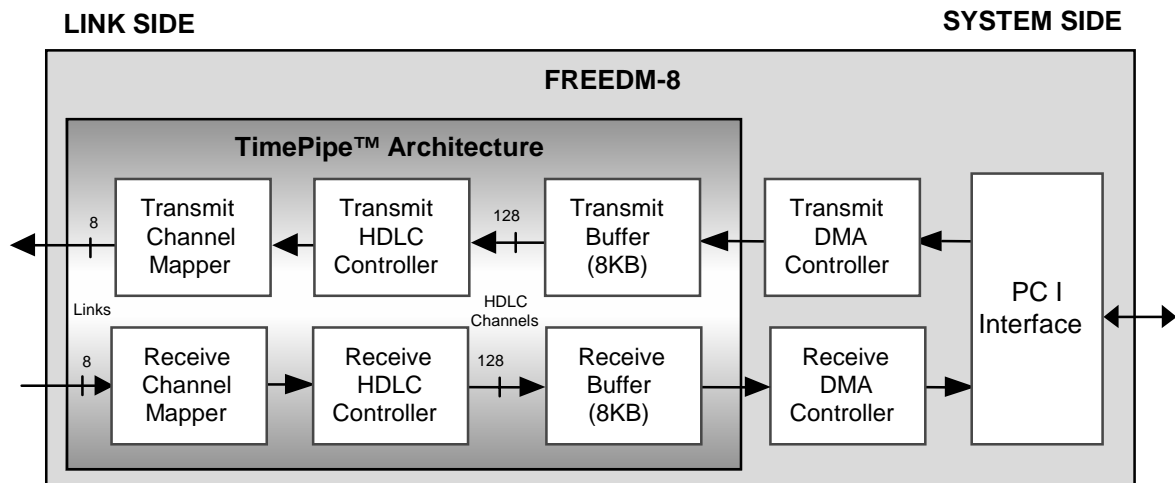 LINK SIDE
SYSTEM SIDE
FREEDM-8
TimePipe™ Architecture
8
Transmit
Channel
Mapper
Transmit
HDLC
Controller
128
Transmit
Buffer
(8KB)
Transmit
DMA
Controller
PC I
Interface
Links
HDLC
Channels
8
Receive
Channel
Mapper
Receive
HDLC
Controller
128
Receive
Buffer
(8KB)
Receive
DMA
Controller